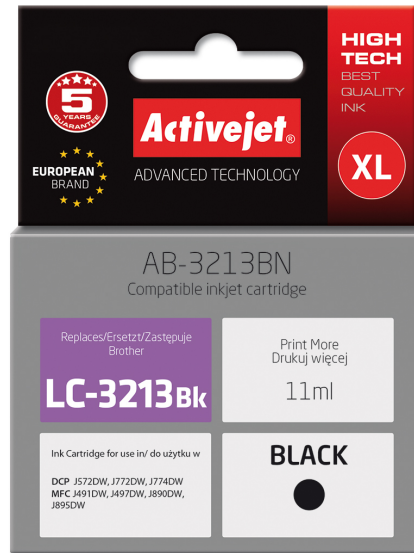 HIGH
TECH
BEST
QUALITY
INK
XL
5
YEARS
GUARANTEE
EUROPEAN
BRAND
Activejet®
ADVANCED TECHNOLOGY
AB-3213BN
Compatible inkjet cartridge
Replaces/Ersetzt/Zastępuje
Brother
LC-3213Bk
Print More
Drukuj więcej
11ml
Ink Cartridge for use in/ do użytku w
DCP J572DW, J772DW, J774DW
MFC J491DW, J497DW, J890DW,
J895DW
BLACK